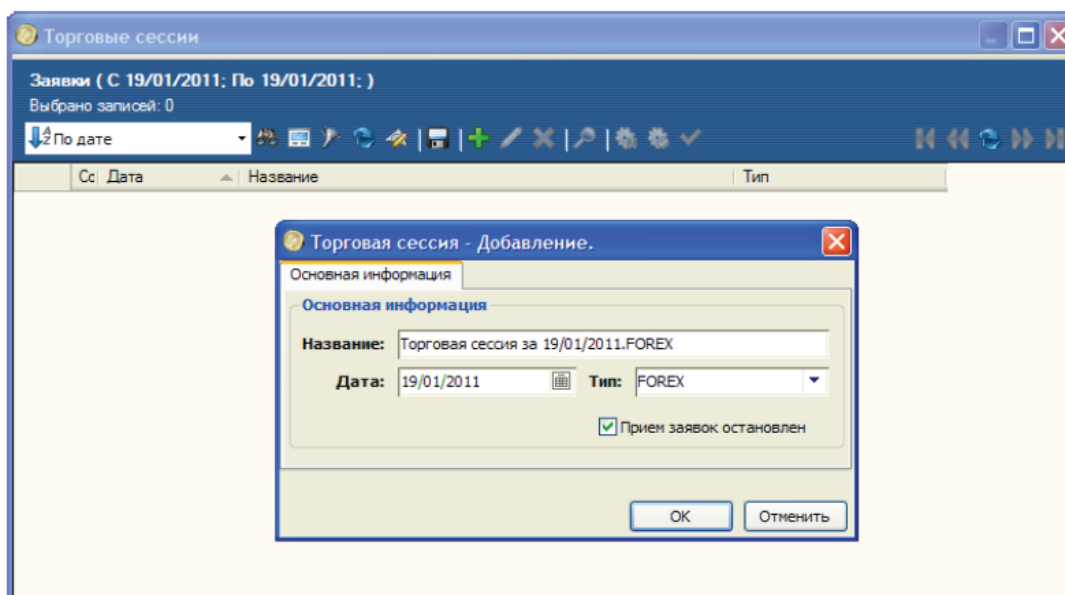 Торговые сессии
Заявки ( С 19/01/2011; По 19/01/2011; )
Выбрано записей: 0
По дате
Сс Дата Название Тип
Торговая сессия - Добавление.
Основная информация
Основная информация
Название: Торговая сессия за 19/01/2011.FOREX
Дата: 19/01/2011 Тип: FOREX
Прием заявок остановлен
OK Отменить